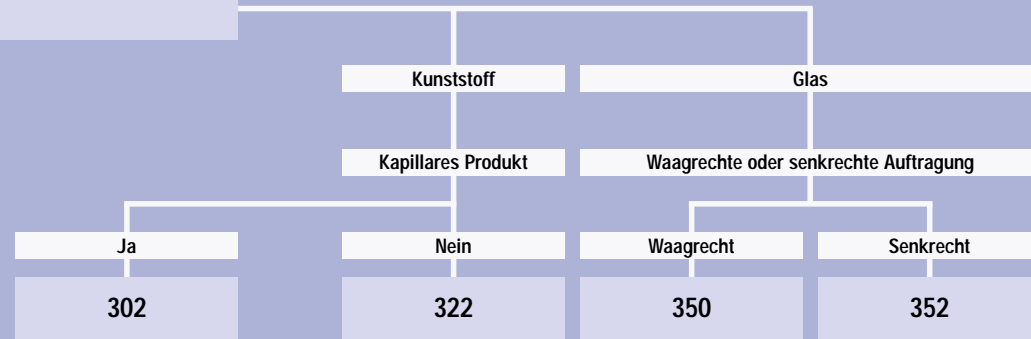 Kunststoff
Glas
Kapillares Produkt
Waagrechte oder senkrechte Auftragung
Ja
Nein
Waagrecht
Senkrecht
302
322
350
352